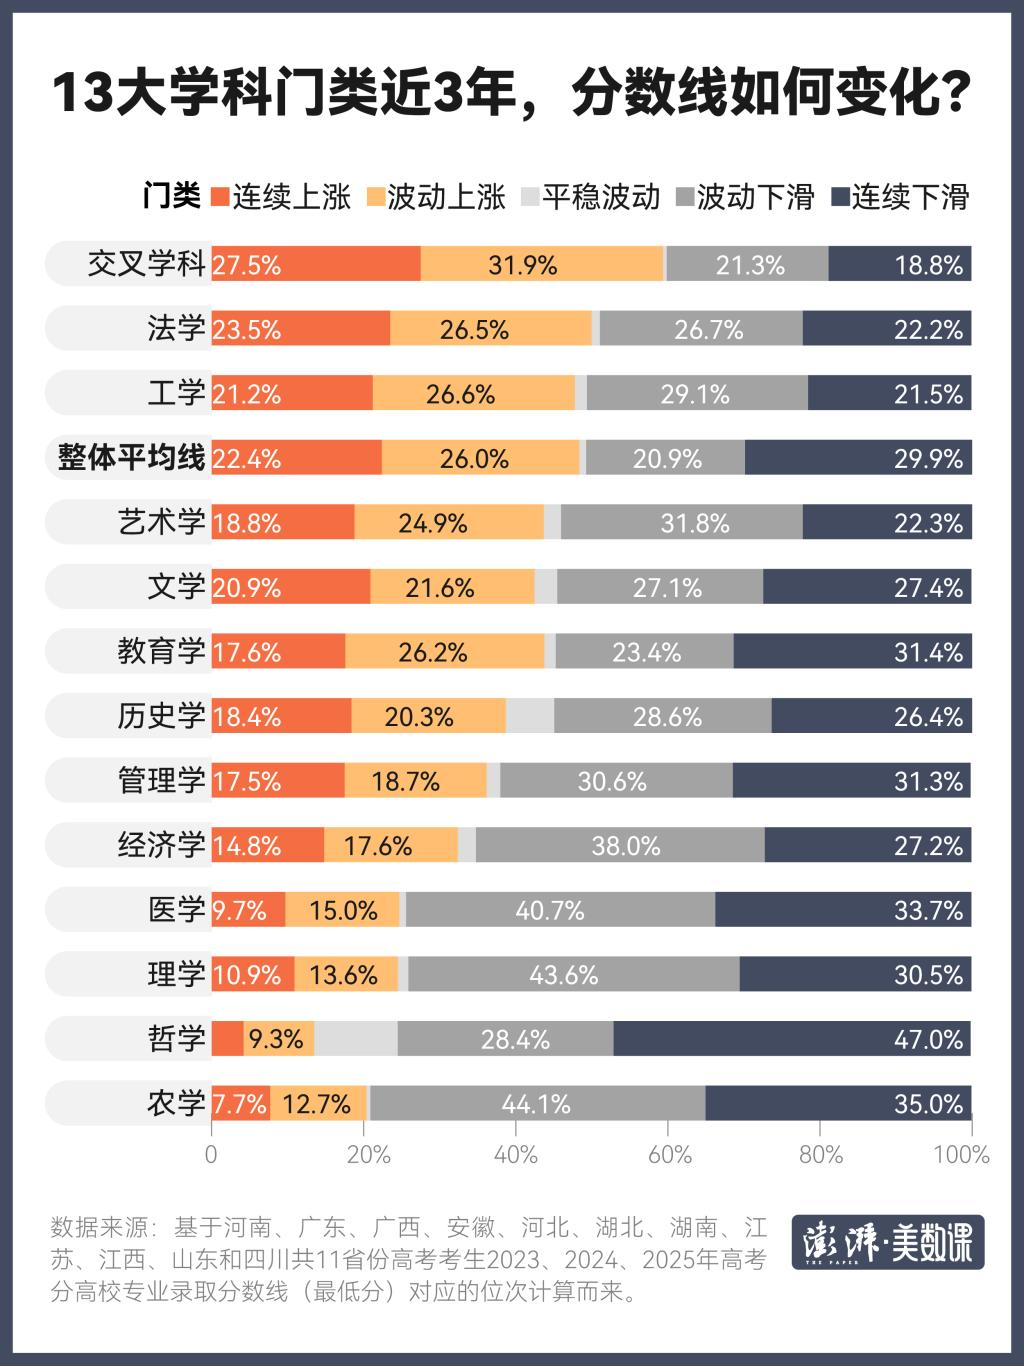 13大学科门类近3年，分数线如何变化？
门类 连续上涨 波动上涨 平稳波动 波动下滑 连续下滑
交叉学科 27.5% 31.9% 21.3% 18.8%
法学 23.5% 26.5% 26.7% 22.2%
工学 21.2% 26.6% 29.1% 21.5%
整体平均线 22.4% 26.0% 20.9% 29.9%
艺术学 18.8% 24.9% 31.8% 22.3%
文学 20.9% 21.6% 27.1% 27.4%
教育学 17.6% 26.2% 23.4% 31.4%
历史学 18.4% 20.3% 28.6% 26.4%
管理学 17.5% 18.7% 30.6% 31.3%
经济学 14.8% 17.6% 38.0% 27.2%
医学 9.7% 15.0% 40.7% 33.7%
理学 10.9% 13.6% 43.6% 30.5%
哲学 9.3% 28.4% 47.0%
农学 7.7% 12.7% 44.1% 35.0%
0 20% 40% 60% 80% 100%
数据来源：基于河南、广东、广西、安徽、河北、湖北、湖南、江
苏、江西、山东和四川共11省份高考考生2023、2024、2025年高考
分高校专业录取分数线（最低分）对应的位次计算而来。
澎湃·美数课
THE PAPER